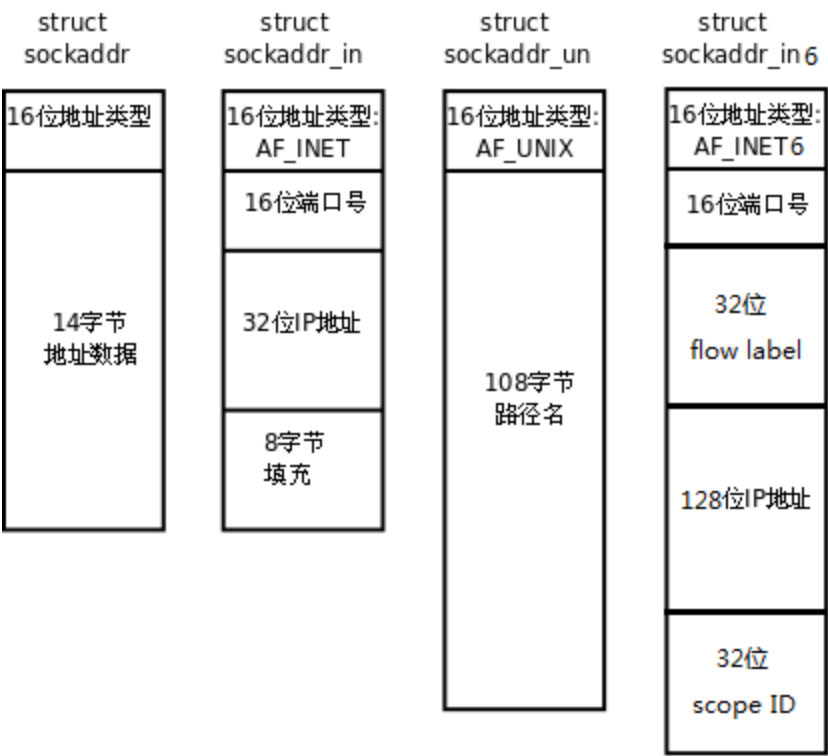 struct
sockaddr
16位地址类型
14字节
地址数据
struct
sockaddr_in
16位地址类型:
AF_INET
16位端口号
32位IP地址
8字节
填充
struct
sockaddr_un
16位地址类型:
AF_UNIX
108字节
路径名
struct
sockaddr_in6
16位地址类型:
AF_INET6
16位端口号
32位
flow label
128位IP地址
32位
scope ID